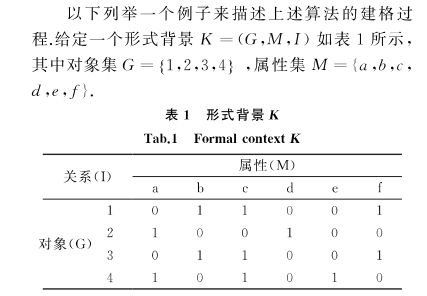 以下列举一个例子来描述上述算法的建格过
程.给定一个形式背景 K=(G,M,I) 如表 1 所示,
其中对象集 G={1,2,3,4} ,属性集 M={a,b,c,
d,e,f}.
表 1 形式背景 K
Tab.1 Formal context K
关系(I) 属性(M)
a b c d e f
对象(G)
1 0 1 1 0 0 1
2 1 0 0 1 0 0
3 0 1 1 0 0 1
4 1 0 1 0 1 0